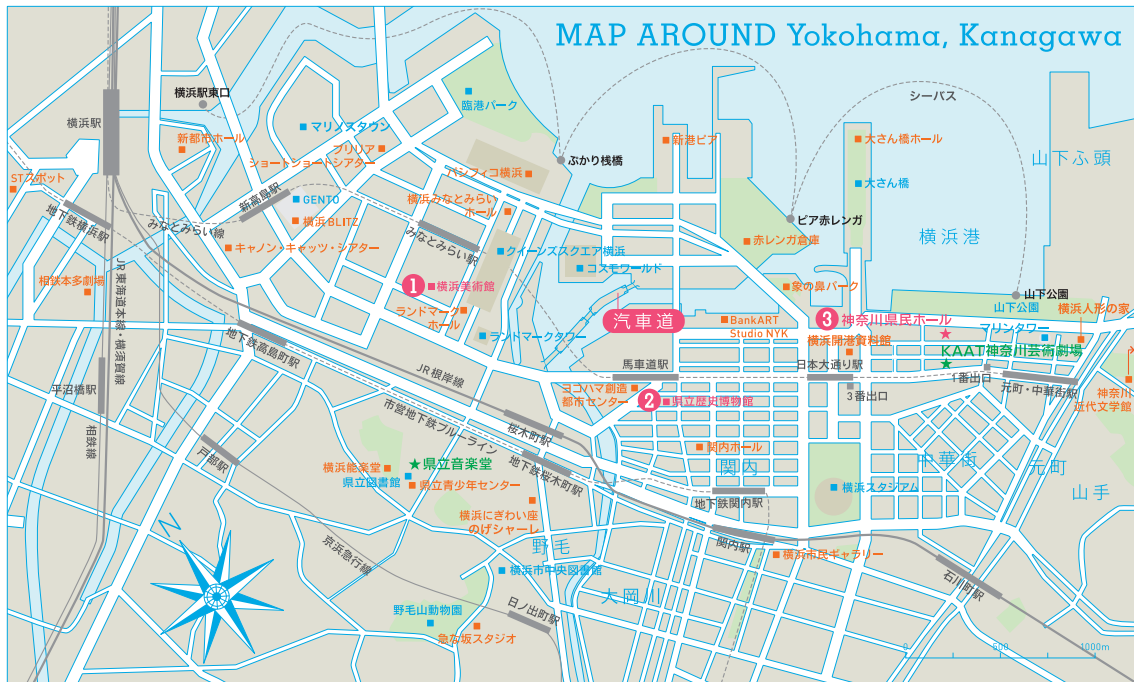 MAP AROUND Yokohama, Kanagawa
横浜駅東口
臨港パーク
シーバス
横浜駅
マリノスタウン
新都市ホール
ブリリア
ショートショートシアター
ぷかり桟橋
新港ピア
大さん橋ホール
山下ふ頭
STスポット
パシフィコ横浜
大さん橋
新高島駅
GENTO
横浜みなとみらい
ホール
地下鉄横浜駅
みなとみらい線
横浜BLITZ
ピア赤レンガ
みなとみらい駅
赤レンガ倉庫
横浜港
キャノン・キャッツ・シアター
クイーンズスクエア横浜
コスモワールド
JR東海道本線・横須賀線
相鉄本多劇場
1
横浜美術館
象の鼻パーク
山下公園
山下公園
ランドマーク
ホール
汽車道
BankART
Studio NYK
3
神奈川県民ホール
横浜人形の家
マリンタワー
地下鉄高島町駅
ランドマークタワー
横浜開港資料館
KAAT神奈川芸術劇場
馬車道駅
日本大通り駅
1番出口
元町・中華街駅
平沼橋駅
JR根岸線
ヨコハマ創造
都市センター
2
県立歴史博物館
3番出口
神奈川
近代文学館
相鉄線
市営地下鉄ブルーライン
桜木町駅
戸部駅
関内ホール
関内
中華街
元町
山手
横浜能楽堂
県立音楽堂
地下鉄桜木町駅
県立図書館
県立青少年センター
横浜スタジアム
地下鉄関内駅
横浜にぎわい座
のげシャーレ
N
京浜急行線
野毛
関内駅
横浜市民ギャラリー
横浜市中央図書館
石川町駅
大岡川
野毛山動物園
日ノ出町駅
急な坂スタジオ
0 500 1000m